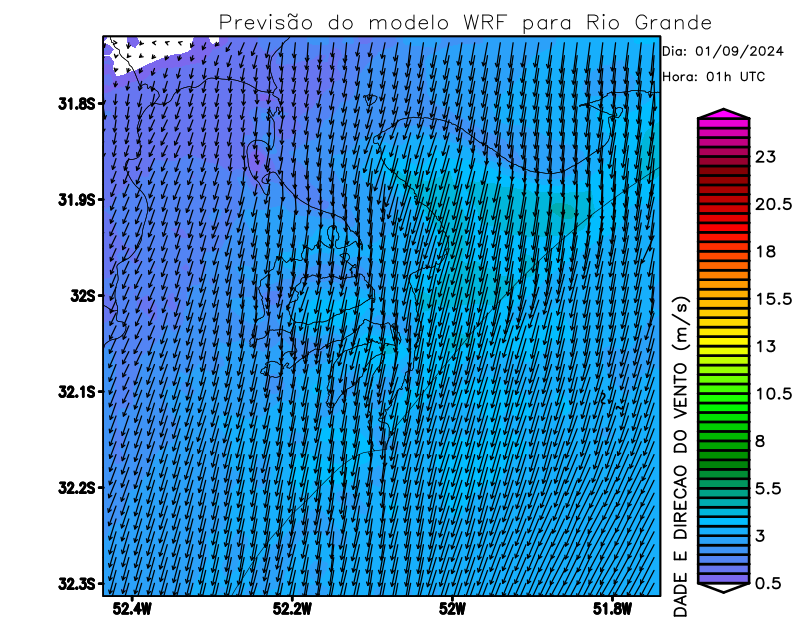 Previsão do modelo WRF para Rio Grande
Dia: 01/09/2024
Hora: 01h UTC
31.8S
31.9S
32S
32.1S
32.2S
32.3S
52.4W
52.2W
52W
51.8W
23
20.5
18
15.5
13
10.5
8
5.5
3
0.5
DADE E DIRECAO DO VENTO (m/s)